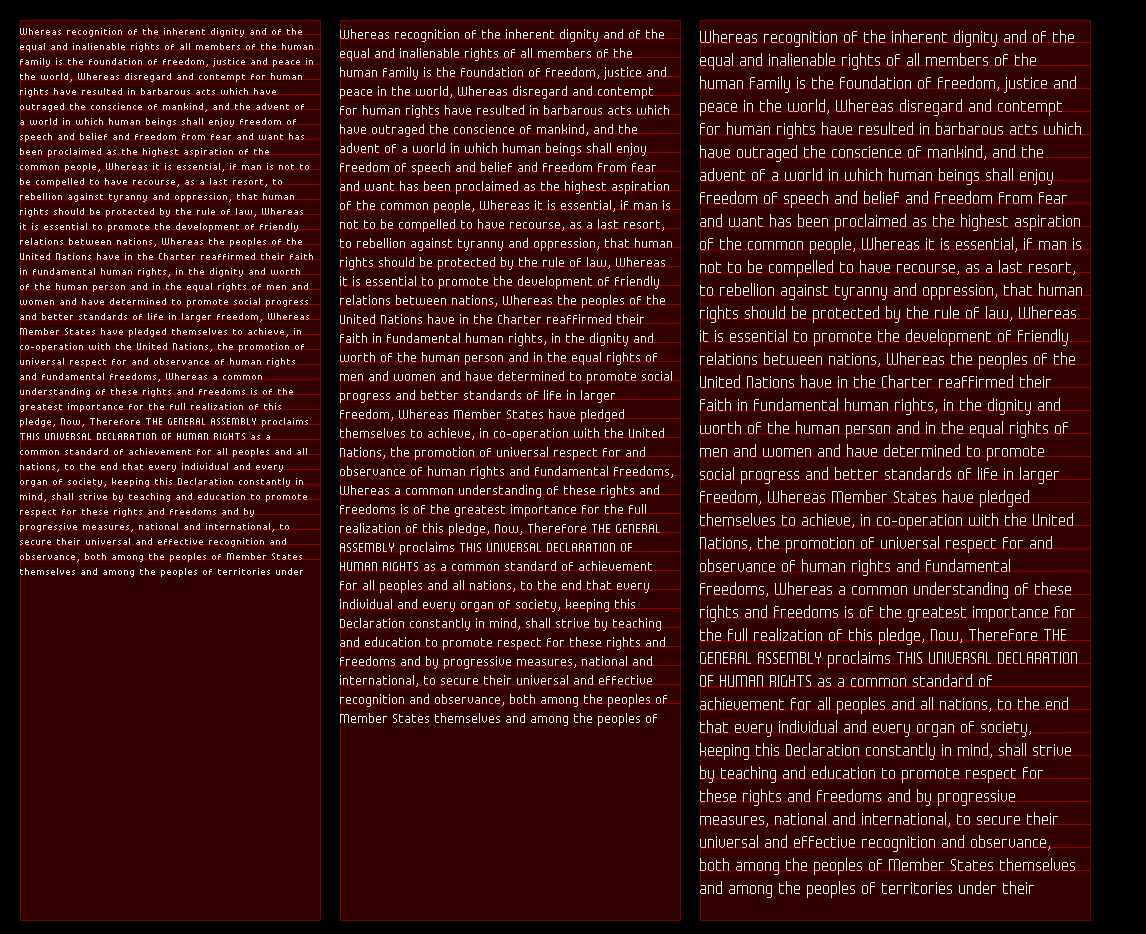 Whereas recognition of the inherent dignity and of the
equal and inalienable rights of all members of the human
family is the foundation of freedom, justice and peace in
the world, Whereas disregard and contempt for human
rights have resulted in barbarous acts which have
outraged the conscience of mankind, and the advent of
a world in which human beings shall enjoy freedom of
speech and belief and freedom from fear and want has
been proclaimed as the highest aspiration of the
common people, Whereas it is essential, if man is not to
be compelled to have recourse, as a last resort, to
rebellion against tyranny and oppression, that human
rights should be protected by the rule of law, Whereas
it is essential to promote the development of friendly
relations between nations, Whereas the peoples of the
United Nations have in the Charter reaffirmed their faith
in fundamental human rights, in the dignity and worth
of the human person and in the equal rights of men and
women and have determined to promote social progress
and better standards of life in larger freedom, Whereas
Member States have pledged themselves to achieve, in
co-operation with the United Nations, the promotion of
universal respect for and observance of human rights
and fundamental freedoms, Whereas a common
understanding of these rights and freedoms is of the
greatest importance for the full realization of this
pledge, Now, Therefore THE GENERAL ASSEMBLY proclaims
THIS UNIVERSAL DECLARATION OF HUMAN RIGHTS as a
common standard of achievement for all peoples and all
nations, to the end that every individual and every
organ of society, keeping this Declaration constantly in
mind, shall strive by teaching and education to promote
respect for these rights and freedoms and by
progressive measures, national and international, to
secure their universal and effective recognition and
observance, both among the peoples of Member States
themselves and among the peoples of territories under
Whereas recognition of the inherent dignity and of the
equal and inalienable rights of all members of the
human family is the foundation of freedom, justice and
peace in the world, Whereas disregard and contempt
for human rights have resulted in barbarous acts which
have outraged the conscience of mankind, and the
advent of a world in which human beings shall enjoy
freedom of speech and belief and freedom from fear
and want has been proclaimed as the highest aspiration
of the common people, Whereas it is essential, if man is
not to be compelled to have recourse, as a last resort,
to rebellion against tyranny and oppression, that human
rights should be protected by the rule of law, Whereas
it is essential to promote the development of friendly
relations between nations, Whereas the peoples of the
United Nations have in the Charter reaffirmed their
faith in fundamental human rights, in the dignity and
worth of the human person and in the equal rights of
men and women and have determined to promote social
progress and better standards of life in larger
freedom, Whereas Member States have pledged
themselves to achieve, in co-operation with the United
Nations, the promotion of universal respect for and
observance of human rights and fundamental freedoms,
Whereas a common understanding of these rights and
freedoms is of the greatest importance for the full
realization of this pledge, Now, Therefore THE GENERAL
ASSEMBLY proclaims THIS UNIVERSAL DECLARATION OF
HUMAN RIGHTS as a common standard of achievement
for all peoples and all nations, to the end that every
individual and every organ of society, keeping this
Declaration constantly in mind, shall strive by teaching
and education to promote respect for these rights and
freedoms and by progressive measures, national and
international, to secure their universal and effective
recognition and observance, both among the peoples of
Member States themselves and among the peoples of
Whereas recognition of the inherent dignity and of the
equal and inalienable rights of all members of the
human family is the foundation of freedom, justice and
peace in the world, Whereas disregard and contempt
for human rights have resulted in barbarous acts which
have outraged the conscience of mankind, and the
advent of a world in which human beings shall enjoy
freedom of speech and belief and freedom from fear
and want has been proclaimed as the highest aspiration
of the common people, Whereas it is essential, if man is
not to be compelled to have recourse, as a last resort,
to rebellion against tyranny and oppression, that human
rights should be protected by the rule of law, Whereas
it is essential to promote the development of friendly
relations between nations, Whereas the peoples of the
United Nations have in the Charter reaffirmed their
faith in fundamental human rights, in the dignity and
worth of the human person and in the equal rights of
men and women and have determined to promote
social progress and better standards of life in larger
freedom, Whereas Member States have pledged
themselves to achieve, in co-operation with the United
Nations, the promotion of universal respect for and
observance of human rights and fundamental
freedoms, Whereas a common understanding of these
rights and freedoms is of the greatest importance for
the full realization of this pledge, Now, Therefore THE
GENERAL ASSEMBLY proclaims THIS UNIVERSAL DECLARATION
OF HUMAN RIGHTS as a common standard of
achievement for all peoples and all nations, to the end
that every individual and every organ of society,
keeping this Declaration constantly in mind, shall strive
by teaching and education to promote respect for
these rights and freedoms and by progressive
measures, national and international, to secure their
universal and effective recognition and observance,
both among the peoples of Member States themselves
and among the peoples of territories under their